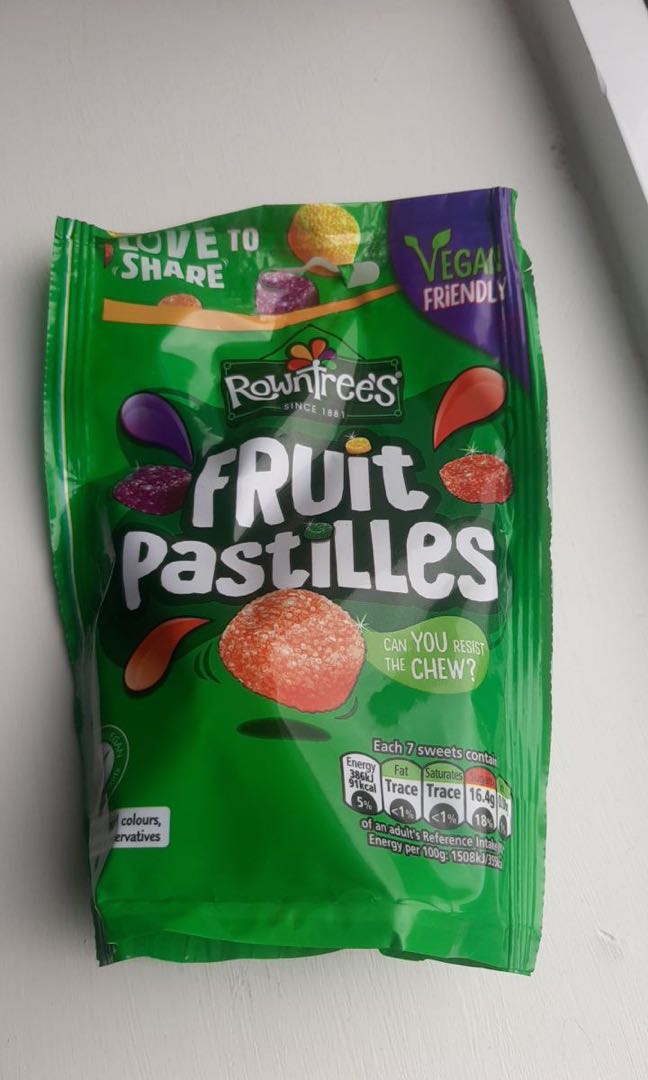 LOVE TO
SHARE
VEGAN
FRIENDLY
Rowntree's
SINCE 1881
FRUit
Pastilles
CAN YOU RESIST
THE CHEW?
Each 7 sweets contain
Energy
386kJ
91kcal
5%
Fat
Trace
<1%
Saturates
Trace
<1%
16.4g
18%
of an adult's Reference Intake
Energy per 100g: 1508kJ/
VEGAN
colours,